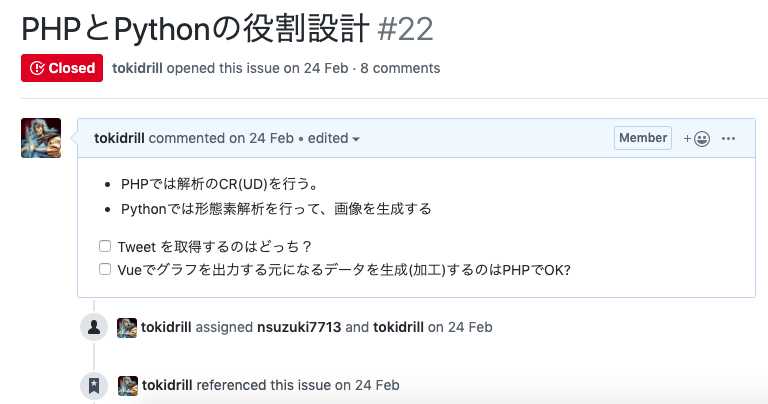 PHPとPythonの役割設計 #22
Closed tokidrill opened this issue on 24 Feb · 8 comments
tokidrill commented on 24 Feb • edited Member
PHPでは解析のCR(UD)を行う。
Pythonでは形態素解析を行って、画像を生成する
Tweet を取得するのはどっち？
Vueでグラフを出力する元になるデータを生成(加工)するのはPHPでOK?
tokidrill assigned nsuzuki7713 and tokidrill on 24 Feb
tokidrill referenced this issue on 24 Feb